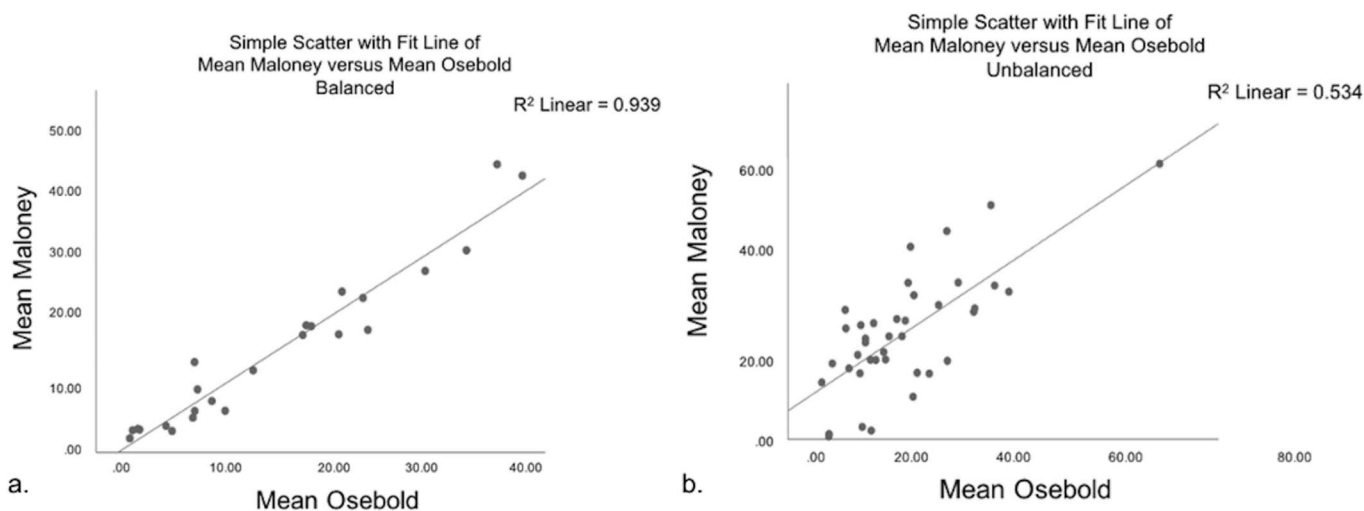 Simple Scatter with Fit Line of
Mean Maloney versus Mean Osebold
Balanced
R² Linear = 0.939
50.00
40.00
30.00
20.00
10.00
.00
Mean Maloney
.00 10.00 20.00 30.00 40.00
Mean Osebold
a.
Simple Scatter with Fit Line of
Mean Maloney versus Mean Osebold
Unbalanced
R² Linear = 0.534
60.00
40.00
20.00
.00
Mean Maloney
.00 20.00 40.00 60.00 80.00
Mean Osebold
b.